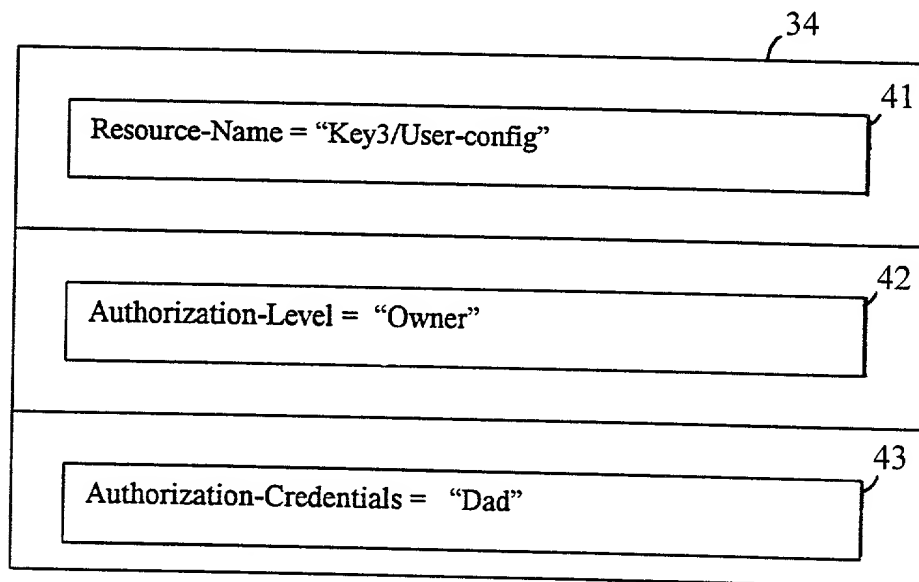 34
41
Resource-Name = “Key3/User-config”
42
Authorization-Level = “Owner”
43
Authorization-Credentials = “Dad”